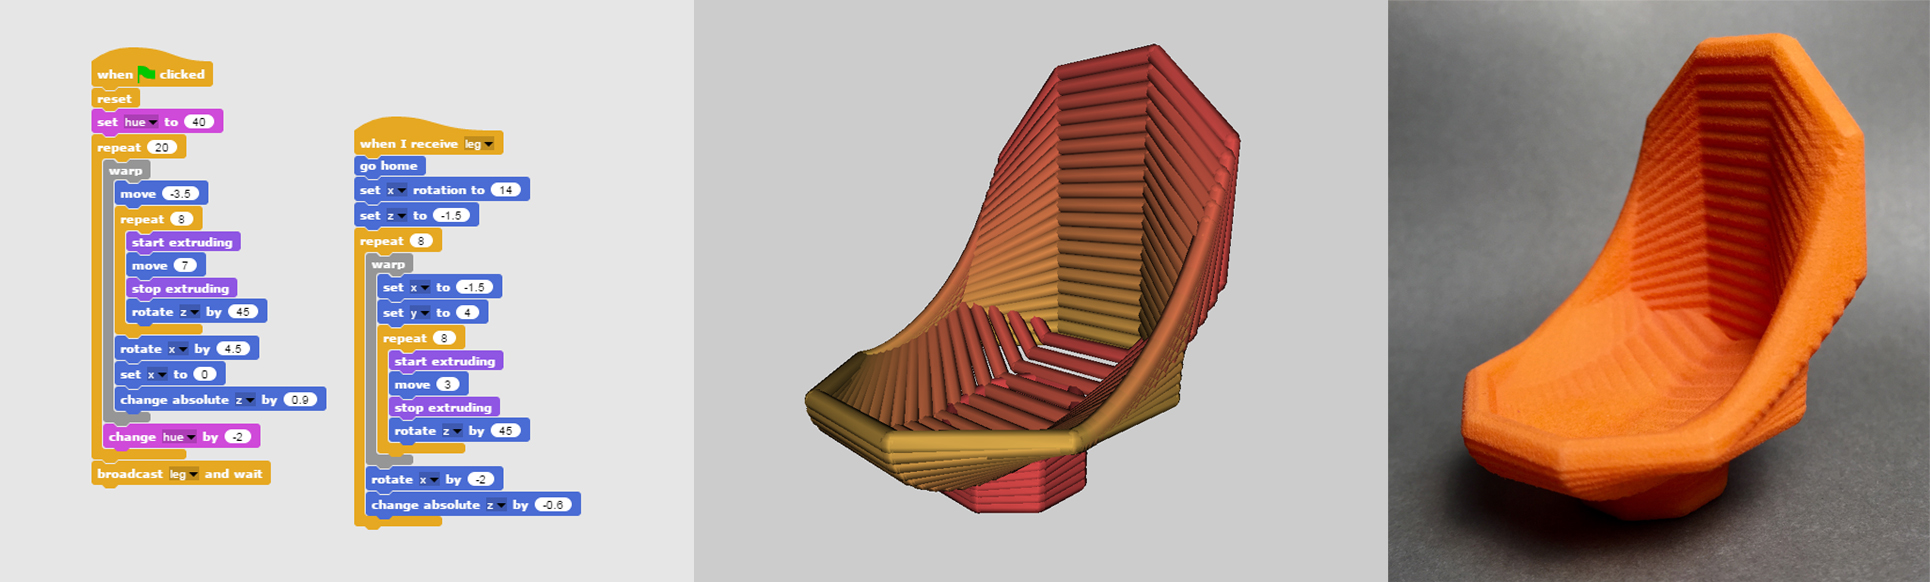 when clicked
reset
set hue to 40
repeat 20
warp
move -3.5
repeat 8
start extruding
move 7
stop extruding
rotate z by 45
rotate x by 4.5
set x to 0
change absolute z by 0.9
change hue by -2
broadcast leg and wait
when I receive leg
go home
set x rotation to 14
set z to -1.5
repeat 8
warp
set x to -1.5
set y to 4
repeat 8
start extruding
move 3
stop extruding
rotate z by 45
rotate x by -2
change absolute z by -0.6